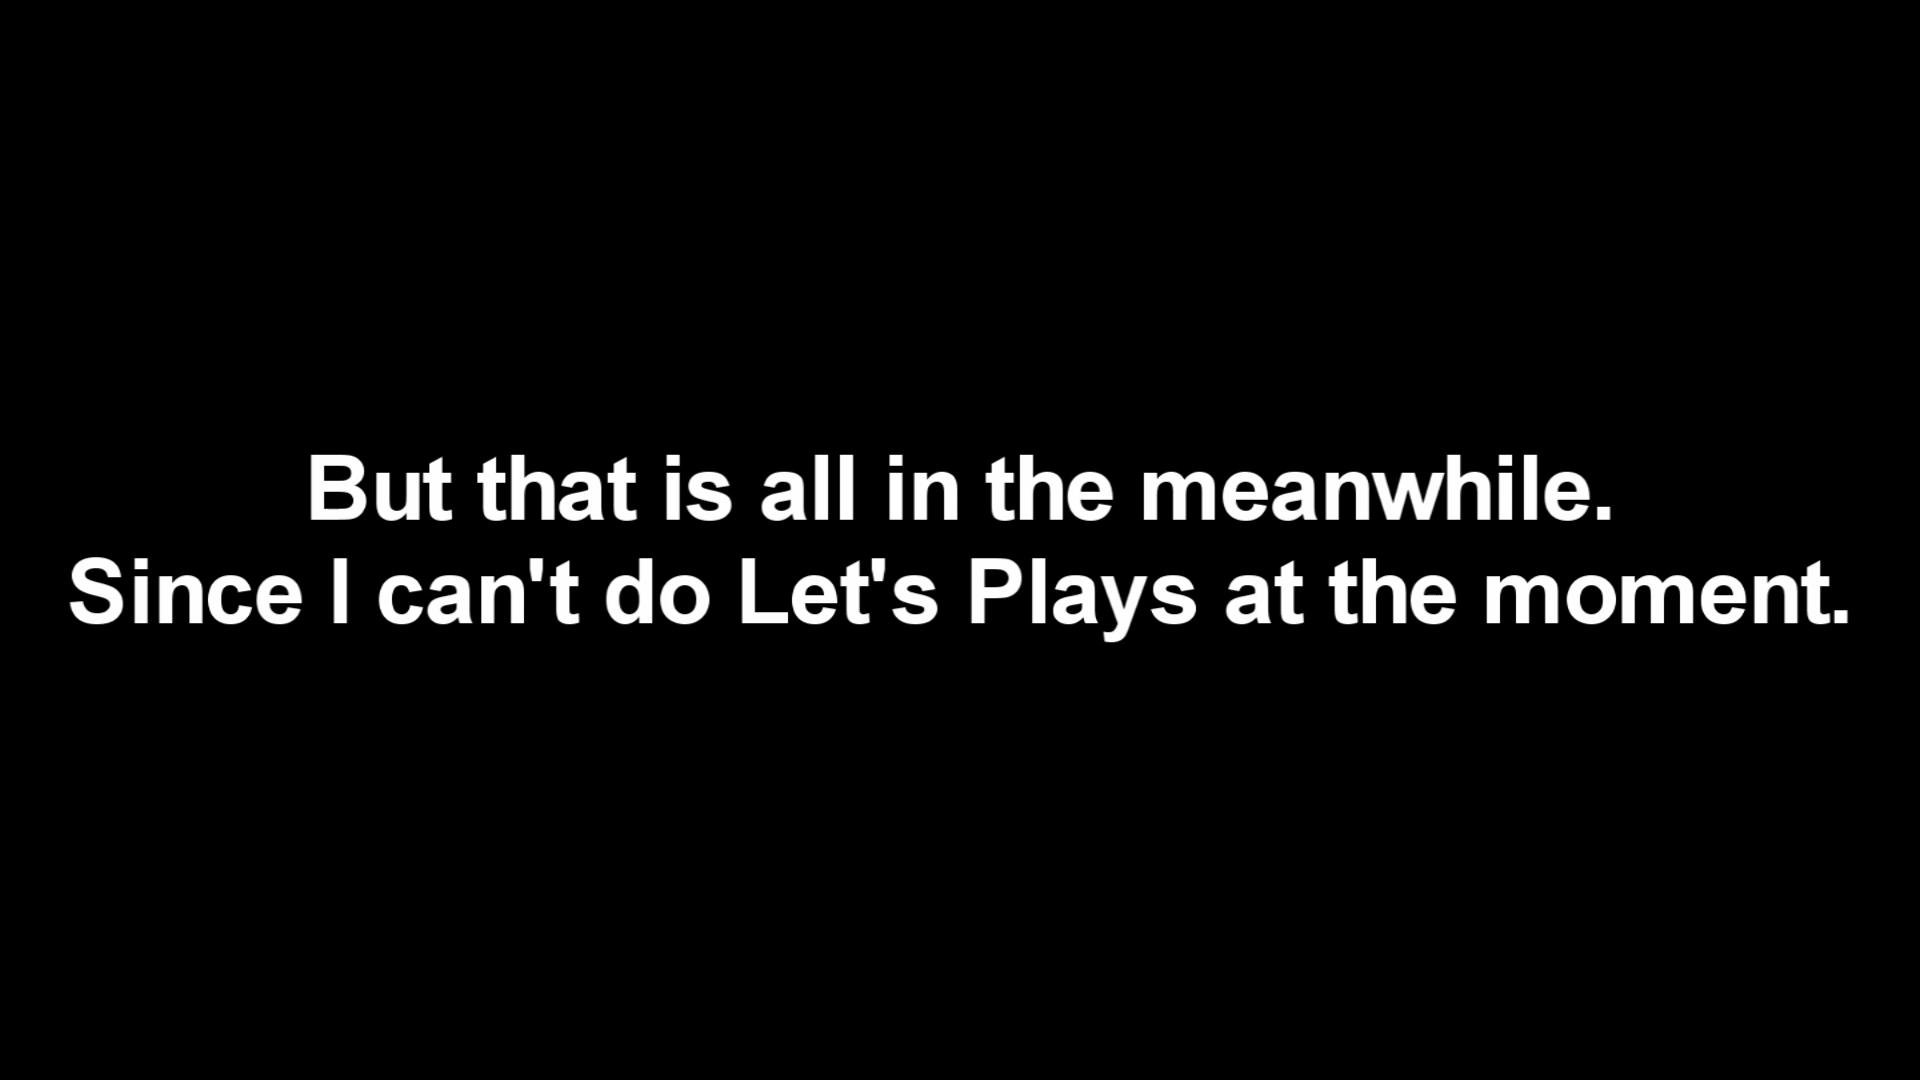 But that is all in the meanwhile.
Since I can't do Let's Plays at the moment.